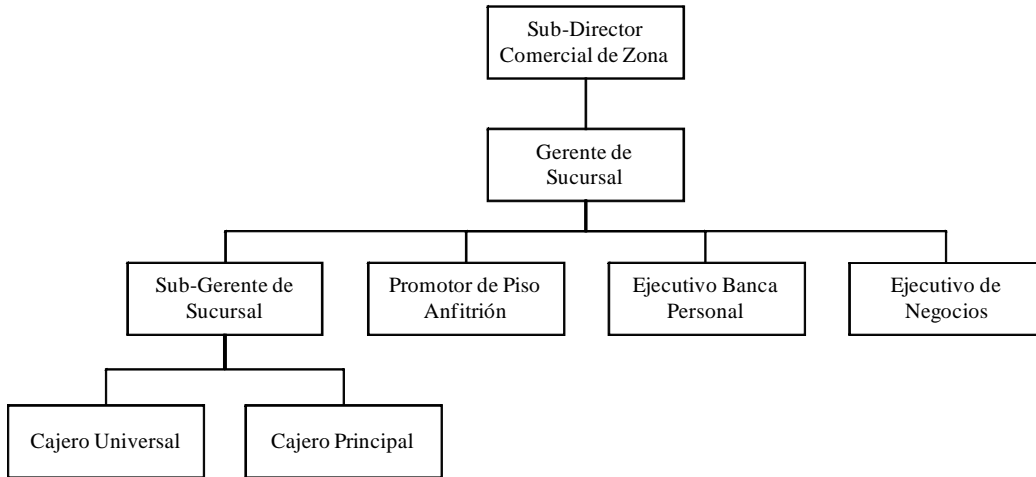 Sub-Director
Comercial de Zona
Gerente de
Sucursal
Sub-Gerente de
Sucursal
Promotor de Piso
Anfitrión
Ejecutivo Banca
Personal
Ejecutivo de
Negocios
Cajero Universal
Cajero Principal